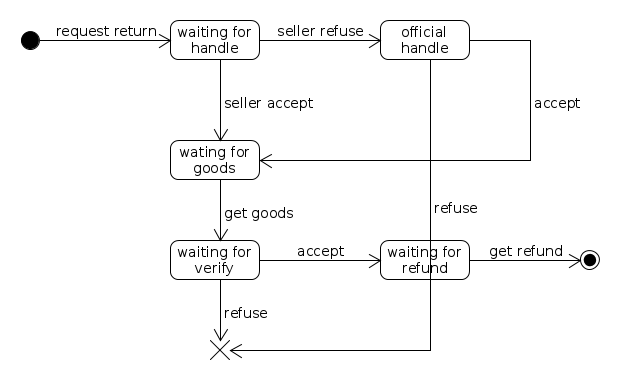 request return
waiting for
handle
seller refuse
official
handle
seller accept
accept
wating for
goods
get goods
refuse
waiting for
verify
accept
waiting for
refund
get refund
refuse